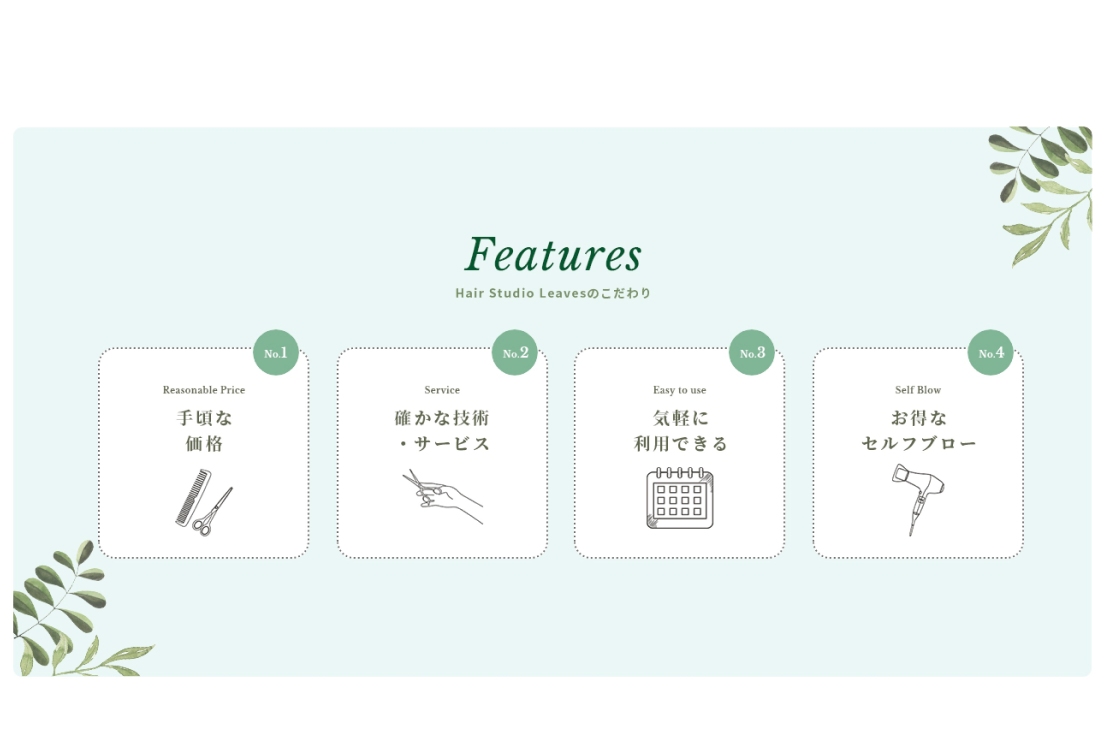 Features
Hair Studio Leavesのこだわり
No.1
Reasonable Price
手頃な
価格
No.2
Service
確かな技術
・サービス
No.3
Easy to use
気軽に
利用できる
No.4
Self Blow
お得な
セルフブロー